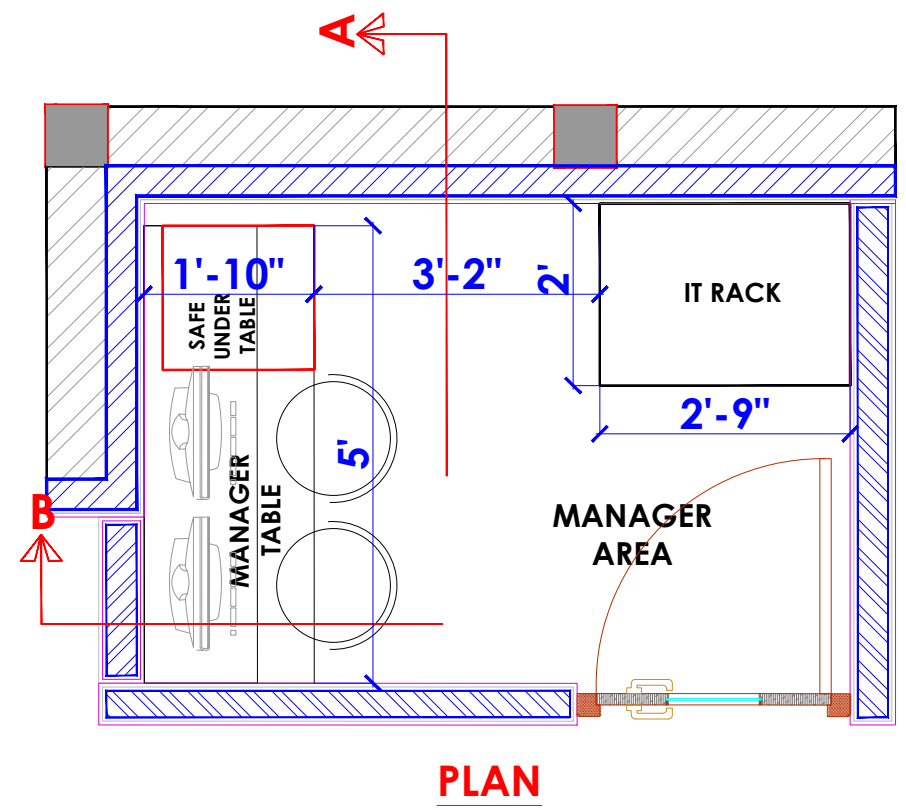 A
1'-10"
3'-2"
2'
IT RACK
SAFE
UNDER
TABLE
2'-9"
5'
MANAGER
TABLE
B
MANAGER
AREA
PLAN